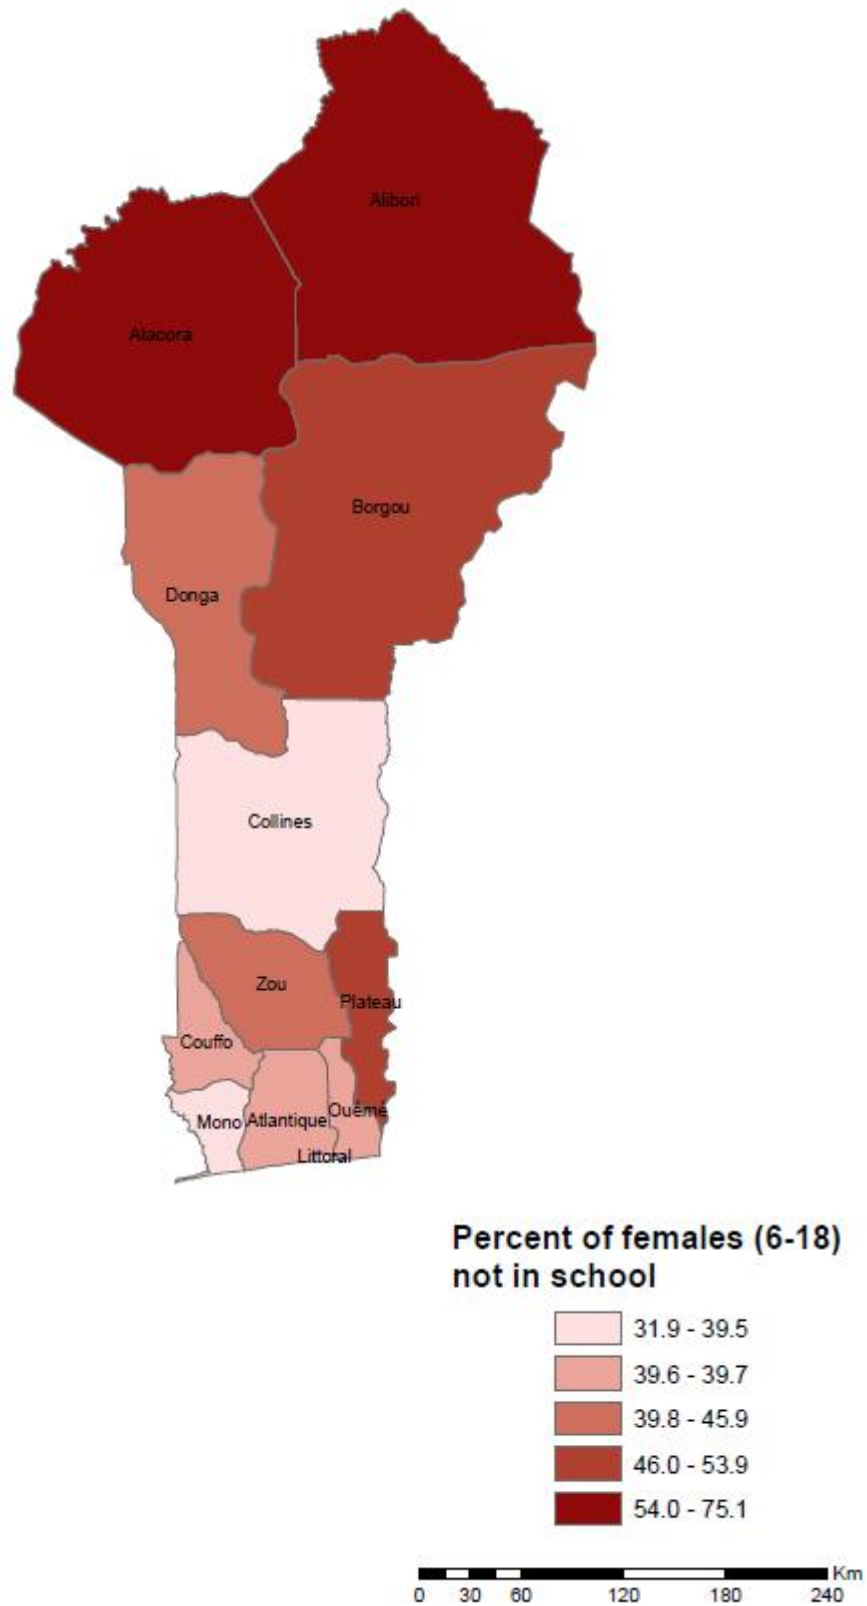 Alibori
Atacora
Borgou
Donga
Collines
Zou
Plateau
Couffo
Ouémé
Mono
Atlantique
Littoral
Percent of females (6-18)
not in school
31.9 - 39.5
39.6 - 39.7
39.8 - 45.9
46.0 - 53.9
54.0 - 75.1
Km
0 30 60 120 180 240